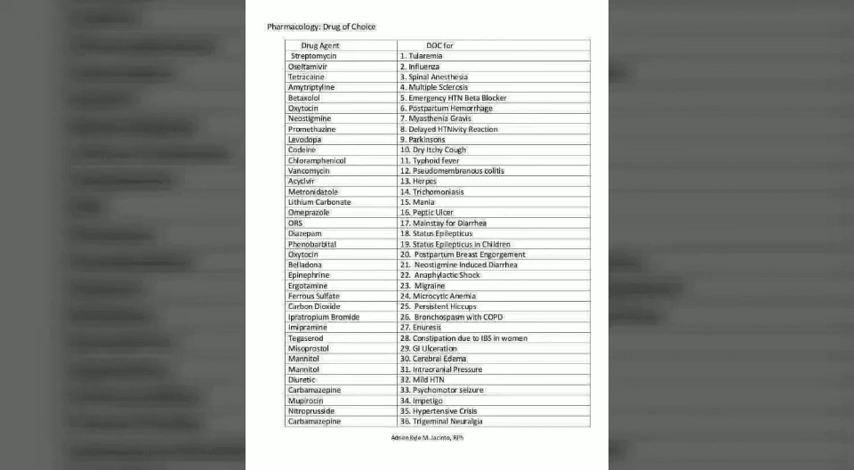 Pharmacology: Drug of Choice
Drug Agent DOC for
Streptomycin 1. Tularemia
Oseltamivir 2. Influenza
Tetracaine 3. Spinal Anesthesia
Amytriptyline 4. Multiple Sclerosis
Betaxolol 5. Emergency HTN Beta Blocker
Oxytocin 6. Postpartum Hemorrhage
Neostigmine 7. Myasthenia Gravis
Promethazine 8. Delayed HTNivity Reaction
Levodopa 9. Parkinsons
Codeine 10. Dry Itchy Cough
Chloramphenicol 11. Typhoid fever
Vancomycin 12. Pseudomembranous colitis
Acyclvir 13. Herpes
Metronidazole 14. Trichomoniasis
Lithium Carbonate 15. Mania
Omeprazole 16. Peptic Ulcer
ORS 17. Mainstay for Diarrhea
Diazepam 18. Status Epilepticus
Phenobarbital 19. Status Epilepticus in Children
Oxytocin 20. Postpartum Breast Engorgement
Belladona 21. Neostigmine Induced Diarrhea
Epinephrine 22. Anaphylactic Shock
Ergotamine 23. Migraine
Ferrous Sulfate 24. Microcytic Anemia
Carbon Dioxide 25. Persistent Hiccups
Ipratropium Bromide 26. Bronchospasm with COPD
Imipramine 27. Enuresis
Tegaserod 28. Constipation due to IBS in women
Misoprostol 29. GI Ulceration
Mannitol 30. Cerebral Edema
Mannitol 31. Intracranial Pressure
Diuretic 32. Mild HTN
Carbamazepine 33. Psychomotor seizure
Mupirocin 34. Impetigo
Nitroprusside 35. Hypertensive Crisis
Carbamazepine 36. Trigeminal Neuralgia
Adrien Kyle M. Jacinto, RPh